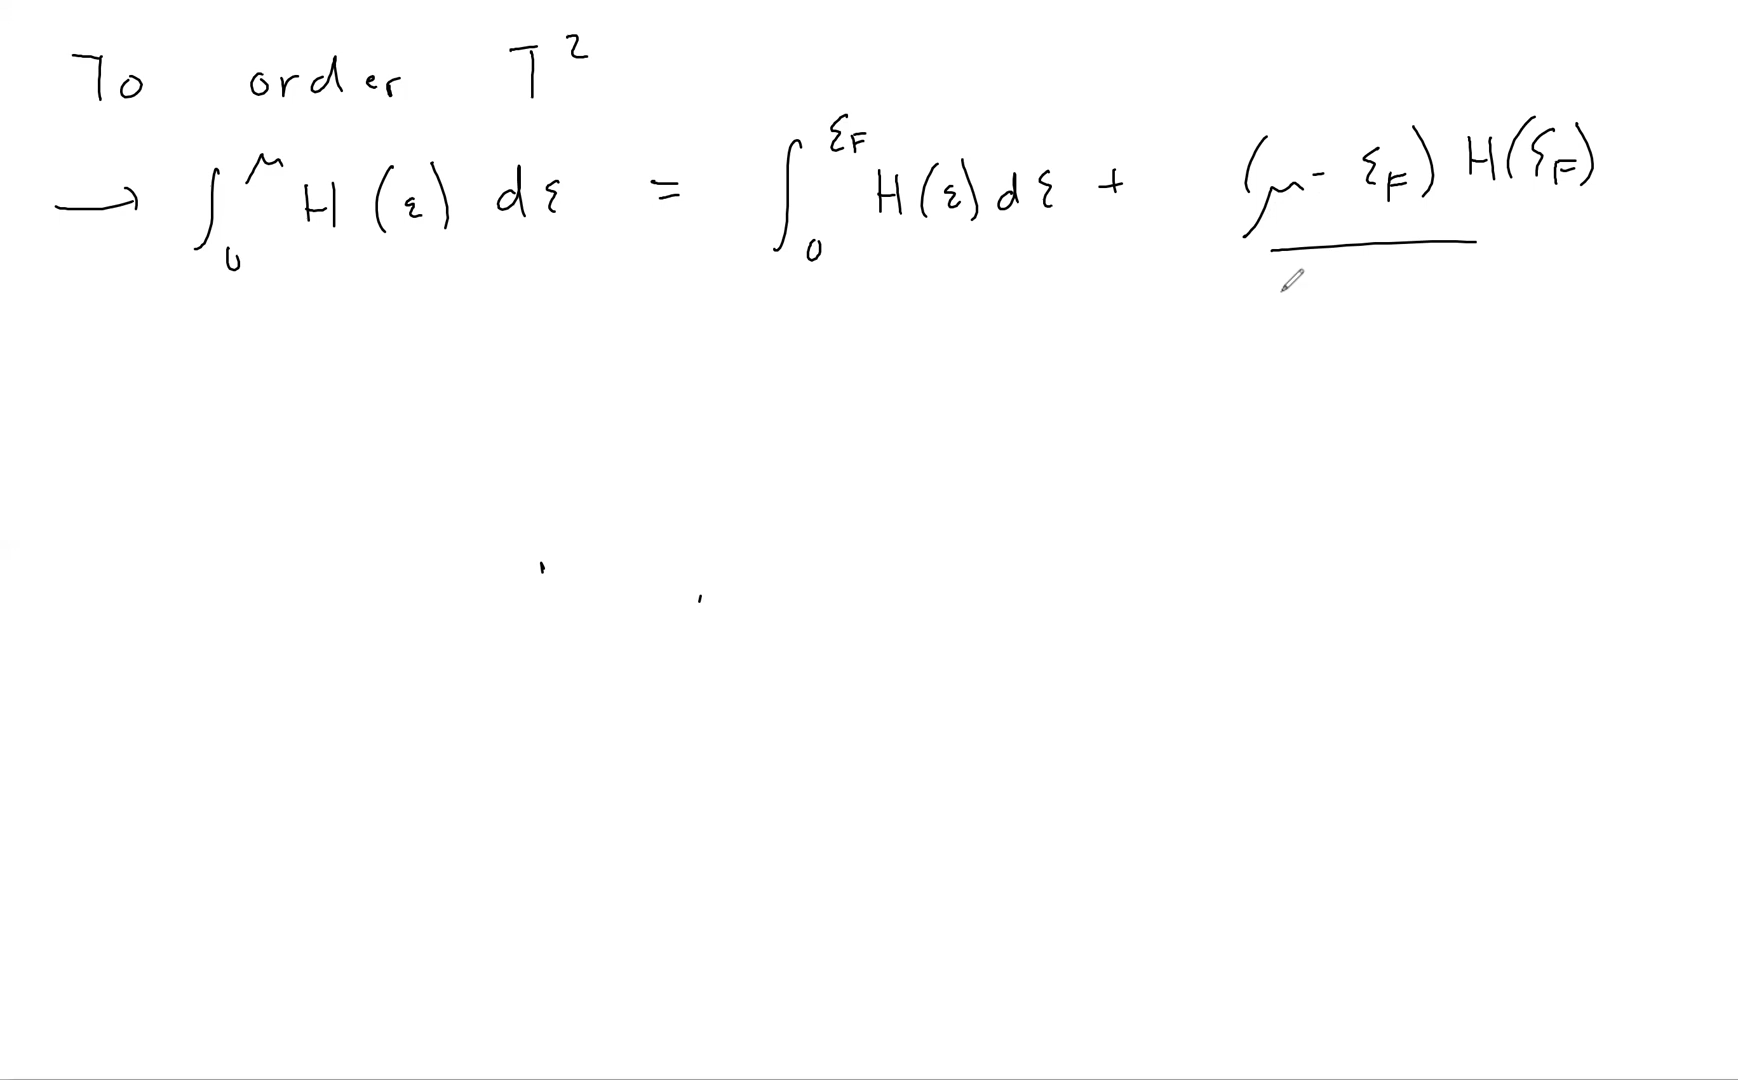 To order T²
→ ∫₀^μ H(ε) dε = ∫₀^{ε_F} H(ε) dε + (μ - ε_F) H(ε_F)